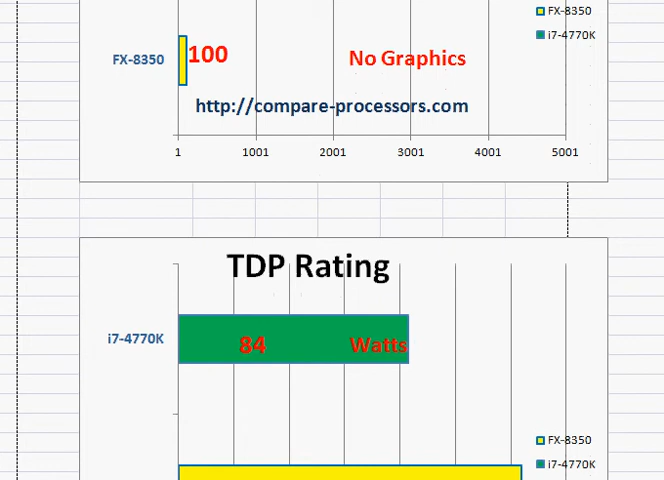 FX-8350
i7-4770K
FX-8350
100
No Graphics
http://compare-processors.com
1 1001 2001 3001 4001 5001
TDP Rating
i7-4770K
84 Watts
FX-8350
i7-4770K